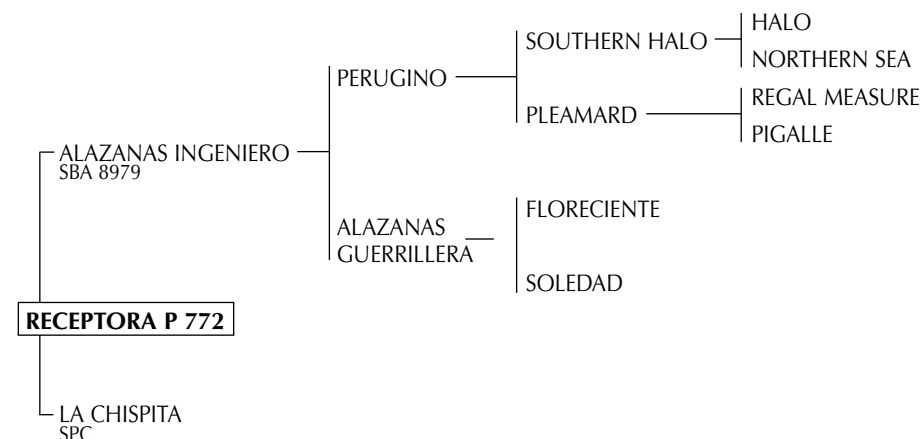 HALO
SOUTHERN HALO
NORTHERN SEA
PERUGINO
REGAL MEASURE
PLEAMARD
PIGALLE
ALAZANAS INGENIERO
SBA 8979
FLORECIENTE
ALAZANAS
GUERRILLERA
SOLEDAD
RECEPTORA P 772
LA CHISPITA
SPC